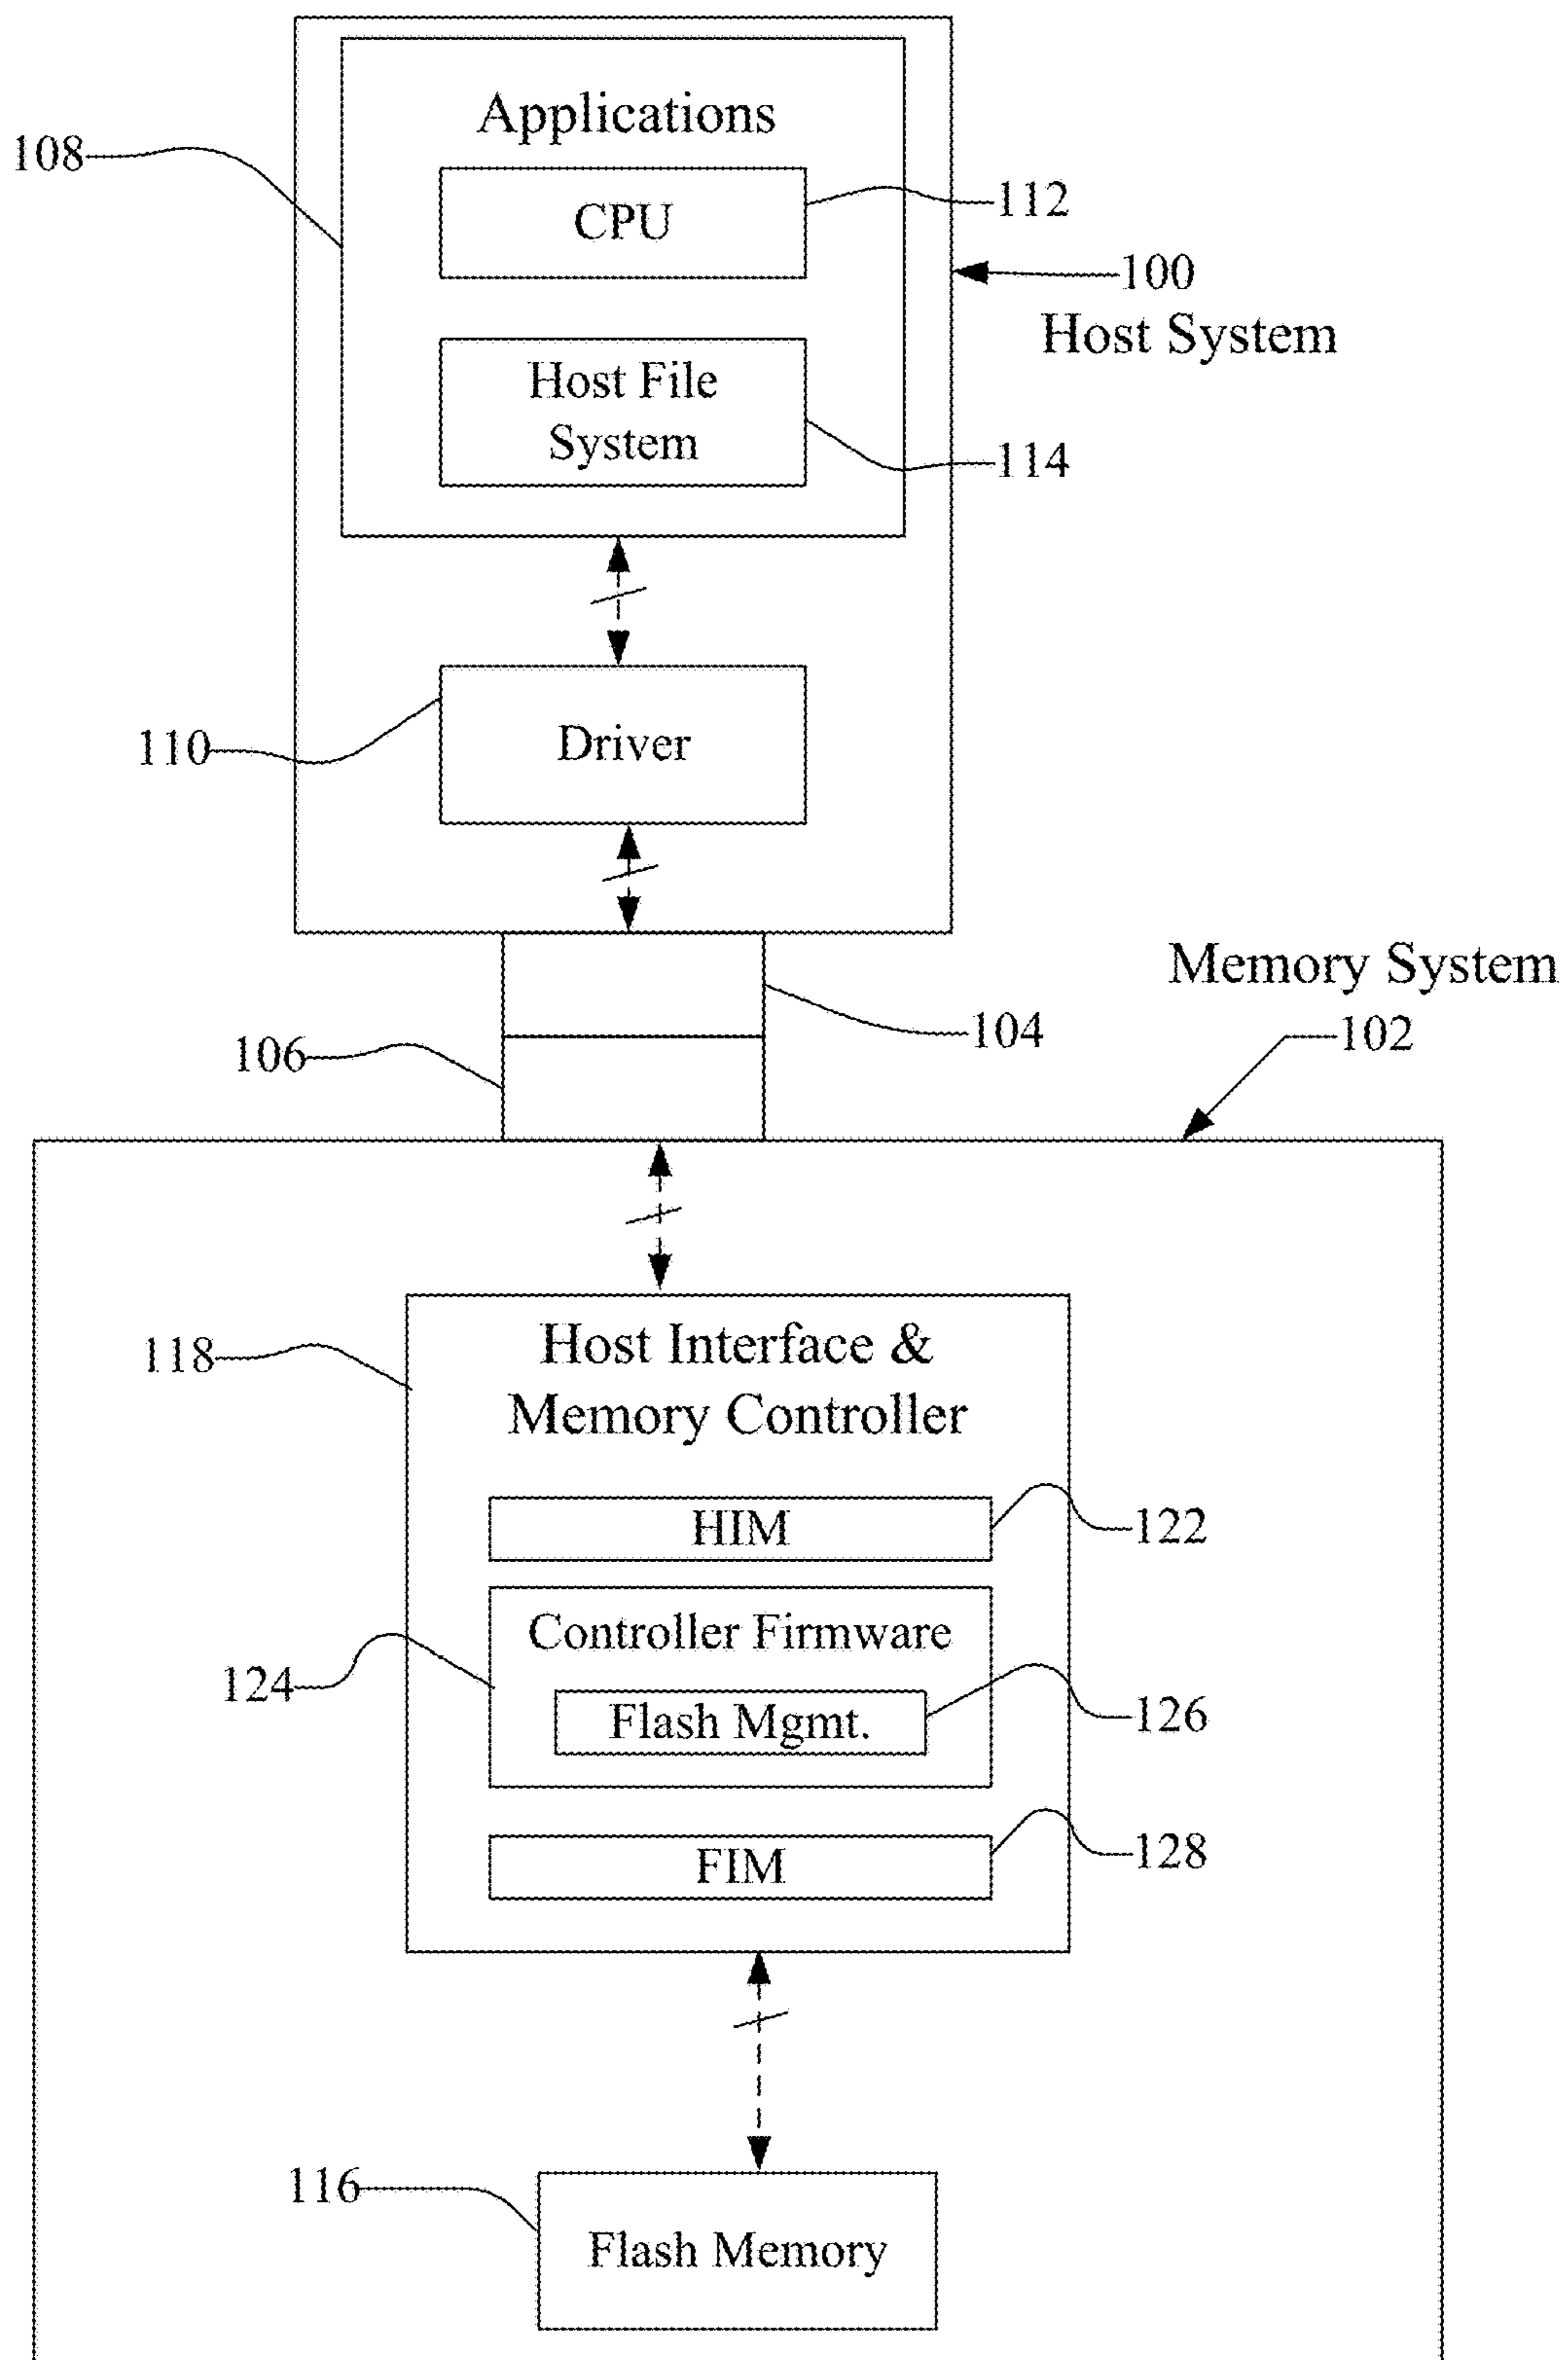 Applications
108
CPU
112
100
Host System
Host File
System
114
110
Driver
Memory System
102
104
106
118
Host Interface &
Memory Controller
HIM
122
Controller Firmware
124
Flash Mgmt.
126
FIM
128
116
Flash Memory